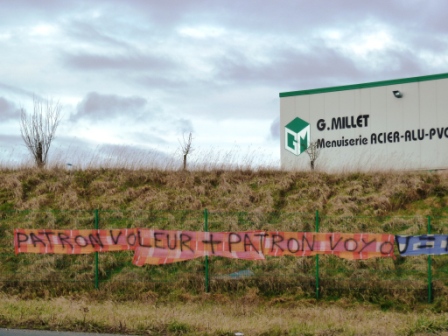 G.MILLET
Menuiserie ACIER-ALU-PVC
PATRON VOLEUR + PATRON VOYOU =